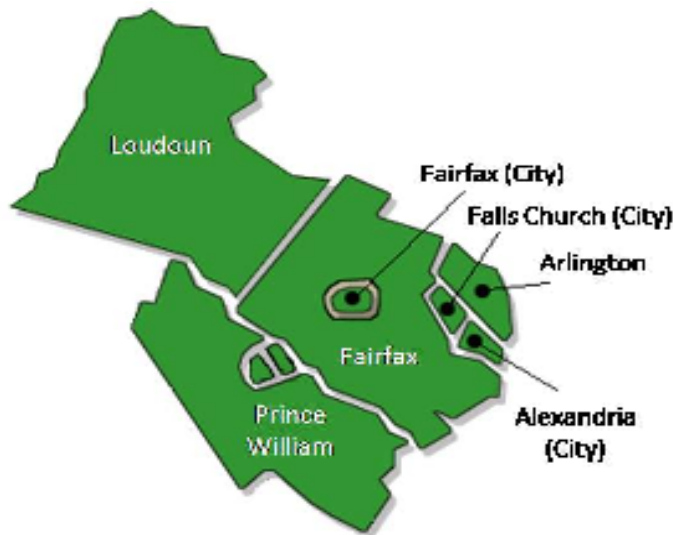 Loudoun
Fairfax (City)
Falls Church (City)
Arlington
Fairfax
Prince
William
Alexandria
(City)